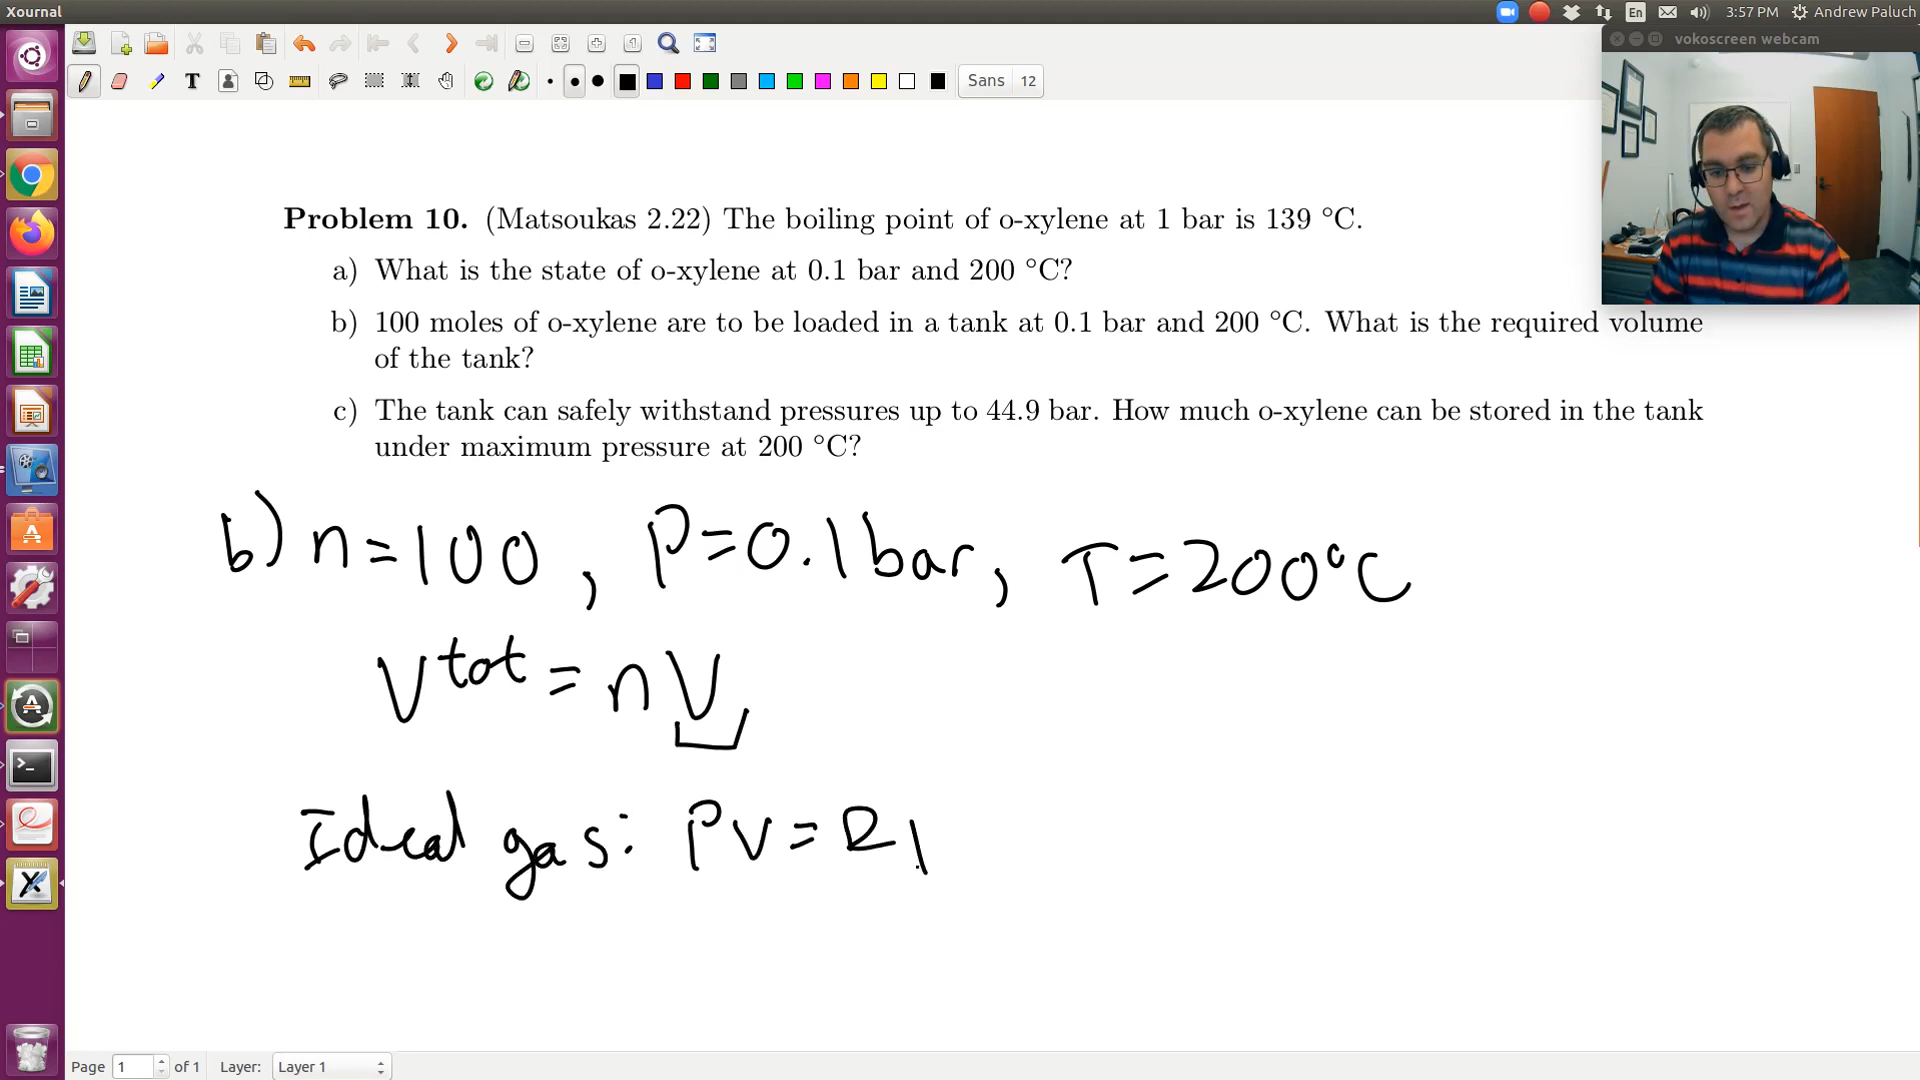 Xournal
En
3:57 PM
Andrew Paluch
vokoscreen webcam
T
Sans 12
Problem 10. (Matsoukas 2.22) The boiling point of o-xylene at 1 bar is 139 °C.
a) What is the state of o-xylene at 0.1 bar and 200 °C?
b) 100 moles of o-xylene are to be loaded in a tank at 0.1 bar and 200 °C. What is the required volume
of the tank?
c) The tank can safely withstand pressures up to 44.9 bar. How much o-xylene can be stored in the tank
under maximum pressure at 200 °C?
b) n=100 , P=0.1bar, T=200°C
V^tot = n V
Ideal gas: PV=R
Page 1 of 1 Layer: Layer 1